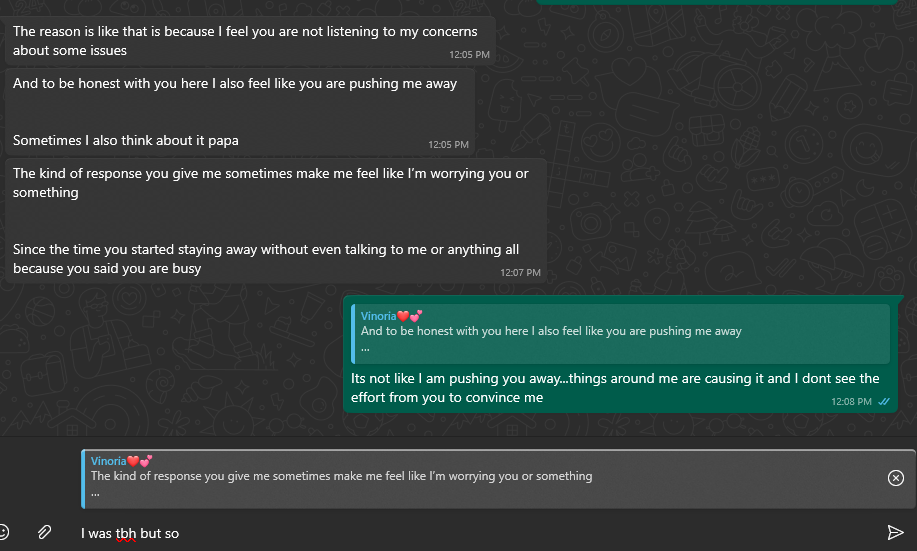 The reason is like that is because I feel you are not listening to my concerns
about some issues
12:05 PM
And to be honest with you here I also feel like you are pushing me away
Sometimes I also think about it papa
12:05 PM
The kind of response you give me sometimes make me feel like I'm worrying you or
something
Since the time you started staying away without even talking to me or anything all
because you said you are busy
12:07 PM
Vinoria❤️💕
And to be honest with you here I also feel like you are pushing me away
...
Its not like I am pushing you away...things around me are causing it and I dont see the
effort from you to convince me
12:08 PM
Vinoria❤️💕
The kind of response you give me sometimes make me feel like I'm worrying you or something
...
I was tbh but so